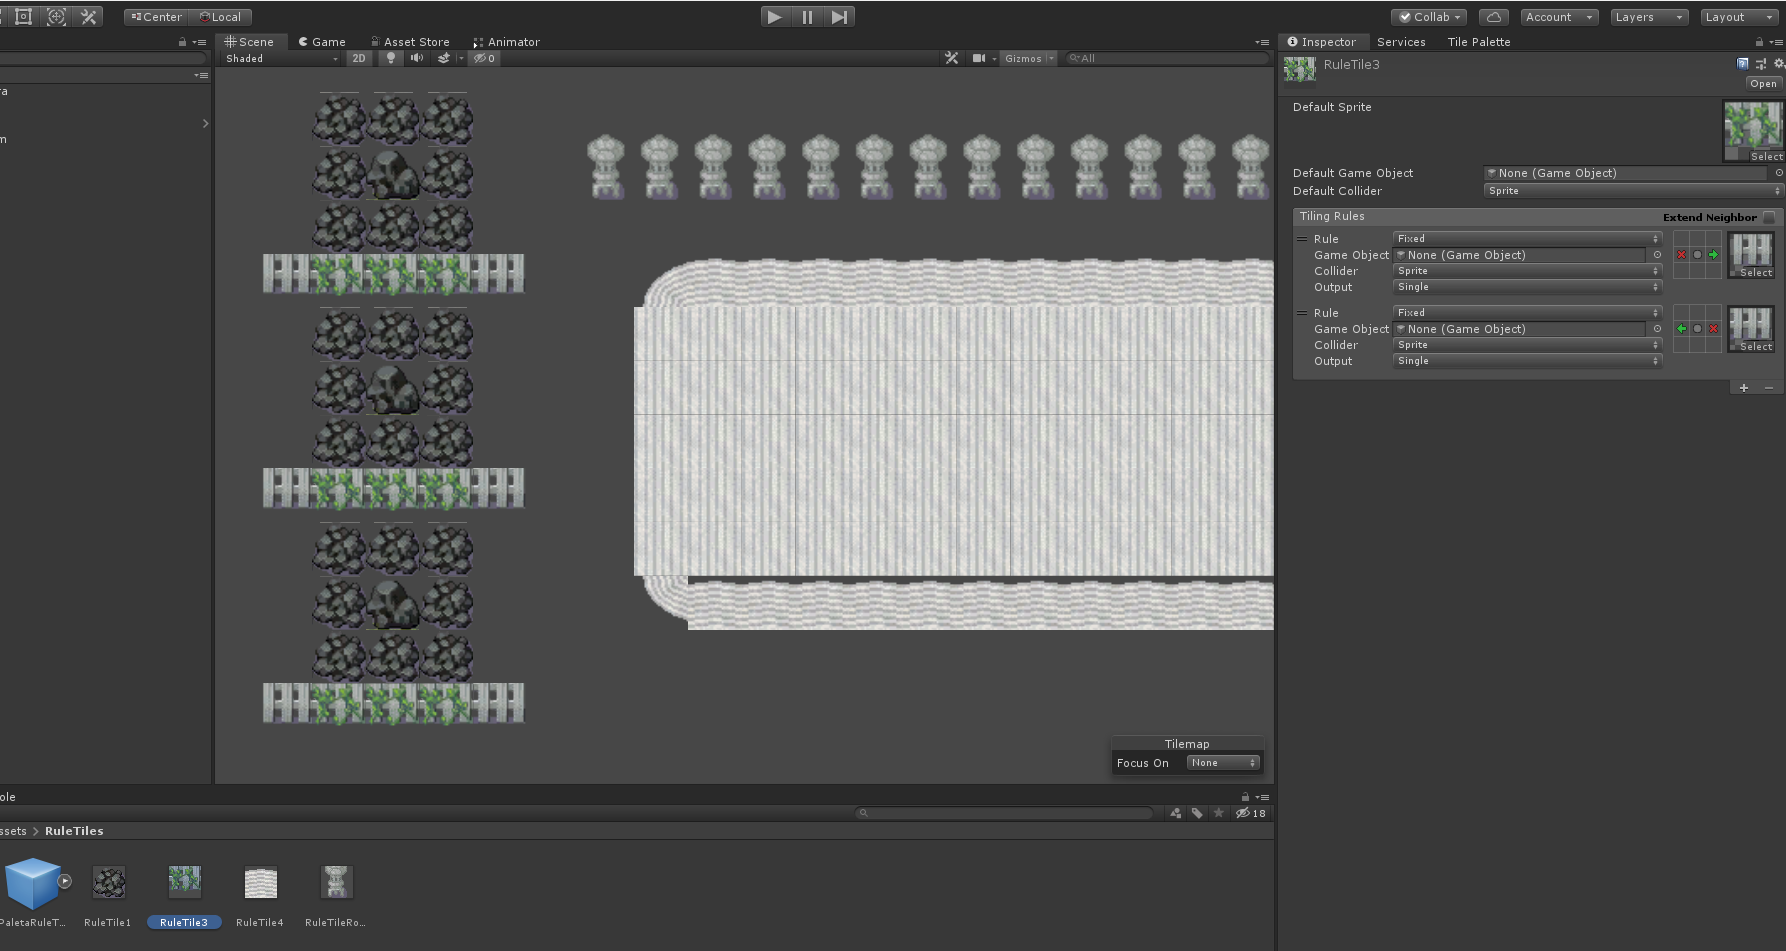 Center Local
Collab Account Layers Layout
Scene Game Asset Store Animator
Inspector Services Tile Palette
Shaded 2D 0 Gizmos All
RuleTile3
Open
ra
m
Default Sprite
Select
Default Game Object None (Game Object)
Default Collider Sprite
Tiling Rules Extend Neighbor
Rule Fixed
Game Object None (Game Object)
Collider Sprite
Select
Output Single
Rule Fixed
Game Object None (Game Object)
Collider Sprite
Select
Output Single
Tilemap
Focus On None
ole
18
ssets > RuleTiles
PaletaRuleT... RuleTile1 RuleTile3 RuleTile4 RuleTileRo...